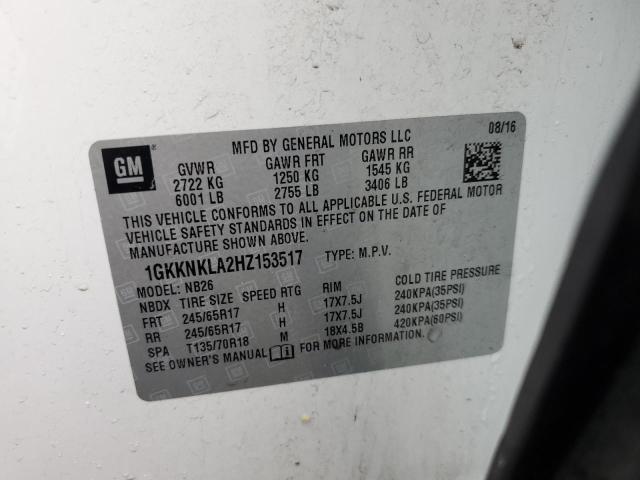 GM
MFD BY GENERAL MOTORS LLC 08/16
GVWR GAWR FRT GAWR RR
2722 KG 1250 KG 1545 KG
6001 LB 2755 LB 3406 LB
THIS VEHICLE CONFORMS TO ALL APPLICABLE U.S. FEDERAL MOTOR
VEHICLE SAFETY STANDARDS IN EFFECT ON THE DATE OF
MANUFACTURE SHOWN ABOVE.
1GKKNKLA2HZ153517 TYPE: M.P.V.
MODEL: NB26
NBDX TIRE SIZE SPEED RTG RIM COLD TIRE PRESSURE
FRT 245/65R17 H 17X7.5J 240KPA(35PSI)
RR 245/65R17 H 17X7.5J 240KPA(35PSI)
SPA T135/70R18 M 18X4.5B 420KPA(60PSI)
SEE OWNER'S MANUAL FOR MORE INFORMATION